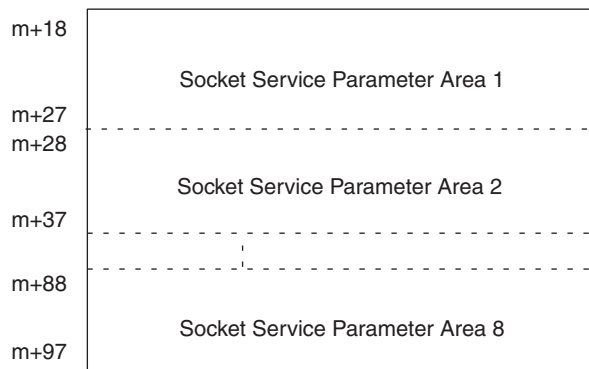 m+18
Socket Service Parameter Area 1
m+27
m+28
Socket Service Parameter Area 2
m+37
m+88
Socket Service Parameter Area 8
m+97